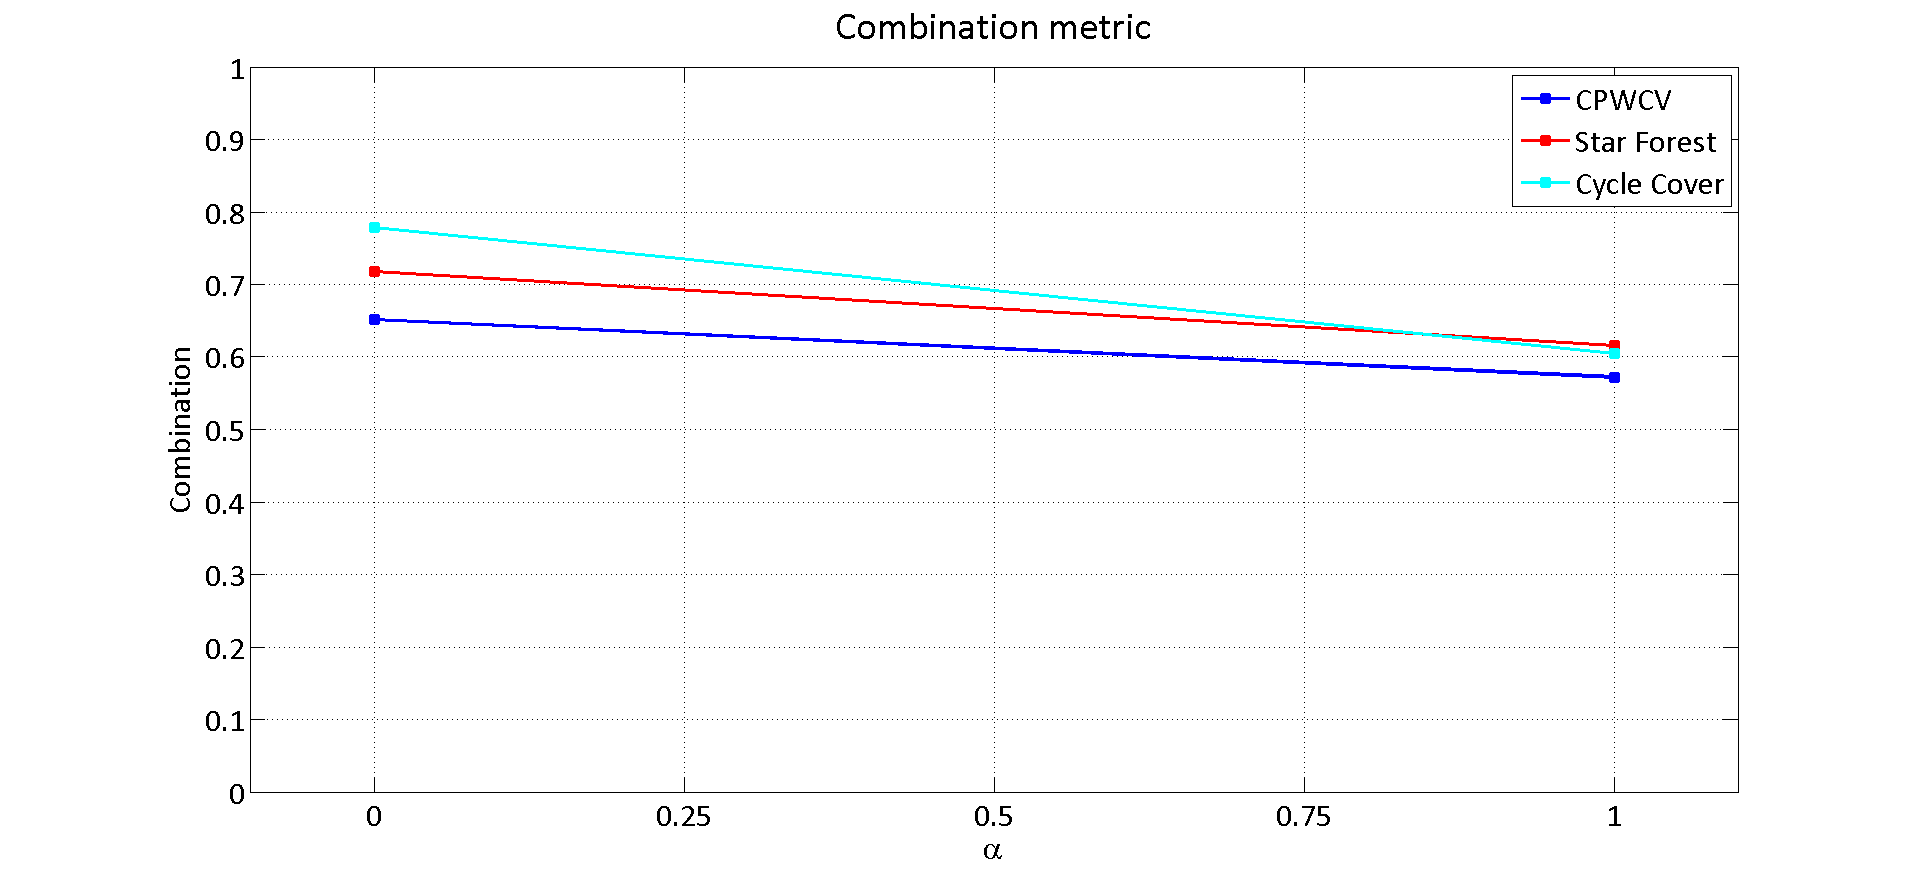 Combination metric
1
0.9
0.8
0.7
0.6
0.5
0.4
0.3
0.2
0.1
0
Combination
CPWCV
Star Forest
Cycle Cover
0 0.25 0.5 0.75 1
α